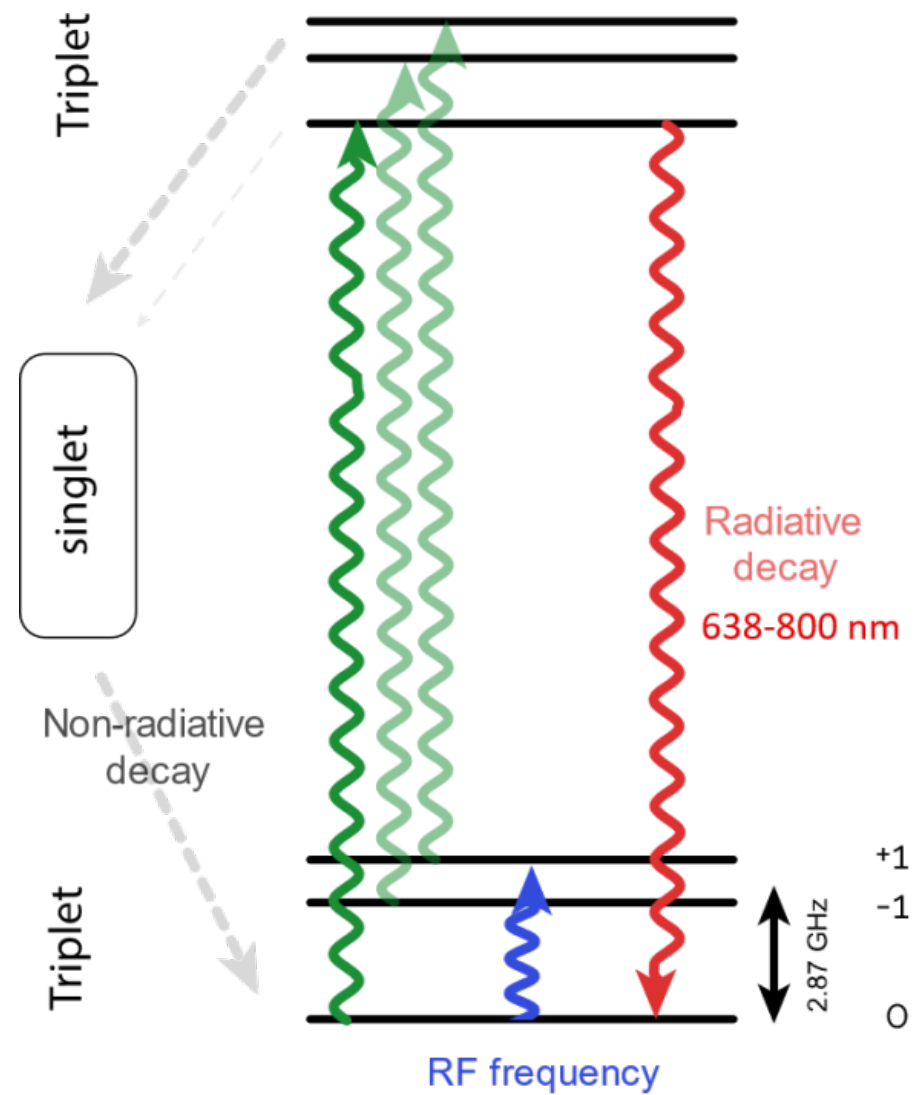 Triplet
singlet
Radiative
decay
638-800 nm
Non-radiative
decay
Triplet
+1
−1
2.87 GHz
0
RF frequency